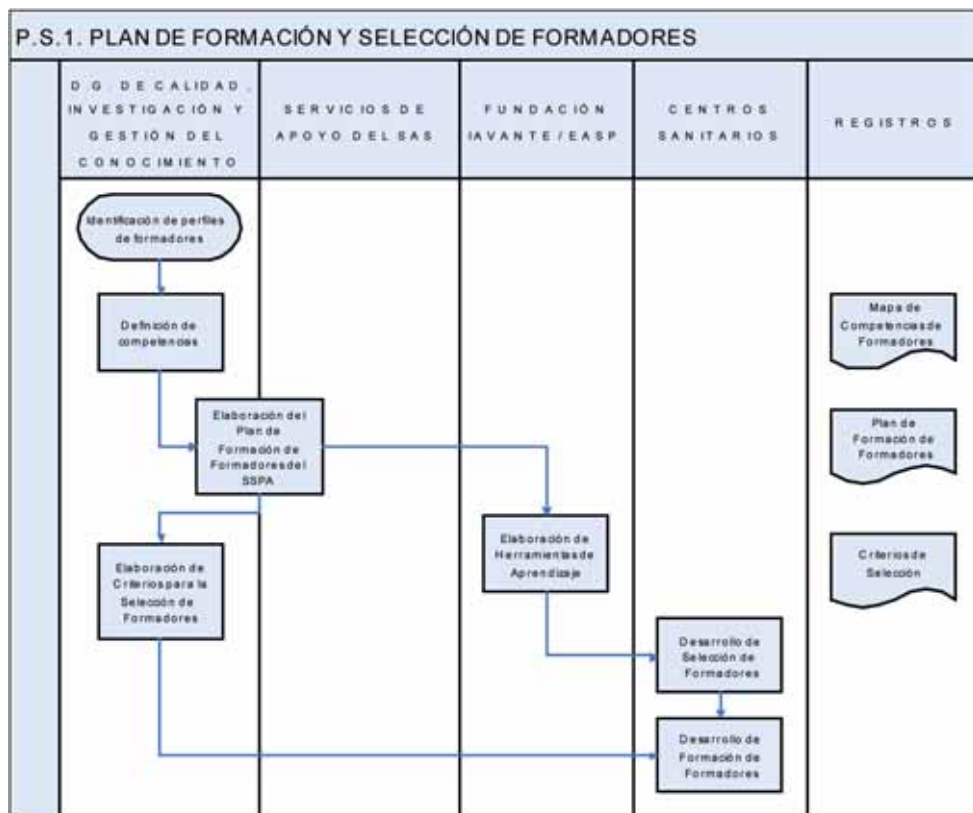 P.S.1. PLAN DE FORMACIÓN Y SELECCIÓN DE FORMADORES
D.G. DE CALIDAD,
INVESTIGACIÓN Y
GESTIÓN DEL
CONOCIMIENTO
SERVICIOS DE
APOYO DEL SAS
FUNDACIÓN
IAVANTE/EASP
CENTROS
SANITARIOS
REGISTROS
Identificación de perfiles
de formadores
Definición de
competencias
Mapa de
Competencias de
Formadores
Elaboración del
Plan de
Formación de
Formadores del
SSPA
Plan de
Formación de
Formadores
Elaboración de
Criterios para la
Selección de
Formadores
Elaboración de
Herramientas de
Aprendizaje
Criterios de
Selección
Desarrollo de
Selección de
Formadores
Desarrollo de
Formación de
Formadores